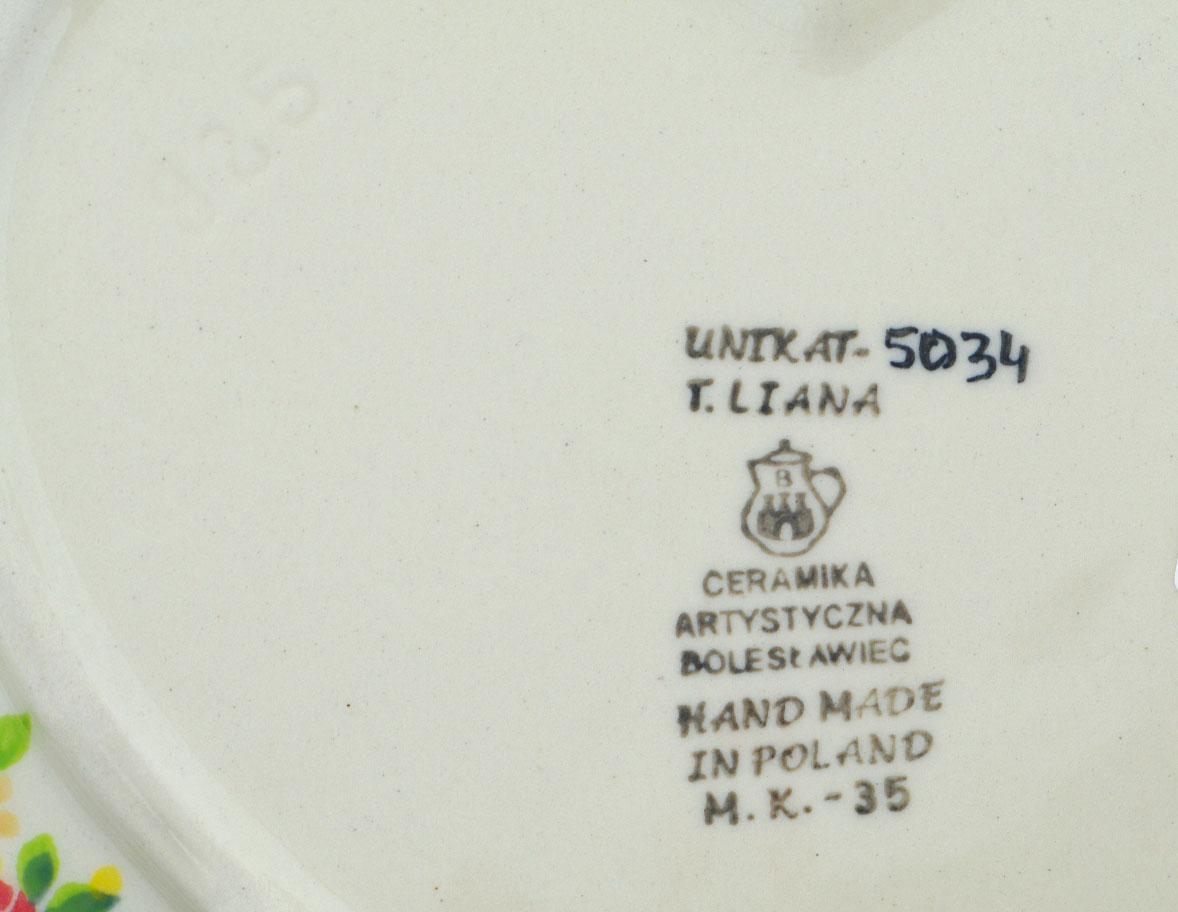 UNIKAT- 5034
T. LIANA
B
CERAMIKA
ARTYSTYCZNA
BOLESŁAWIEC
HAND MADE
IN POLAND
M. K. - 35